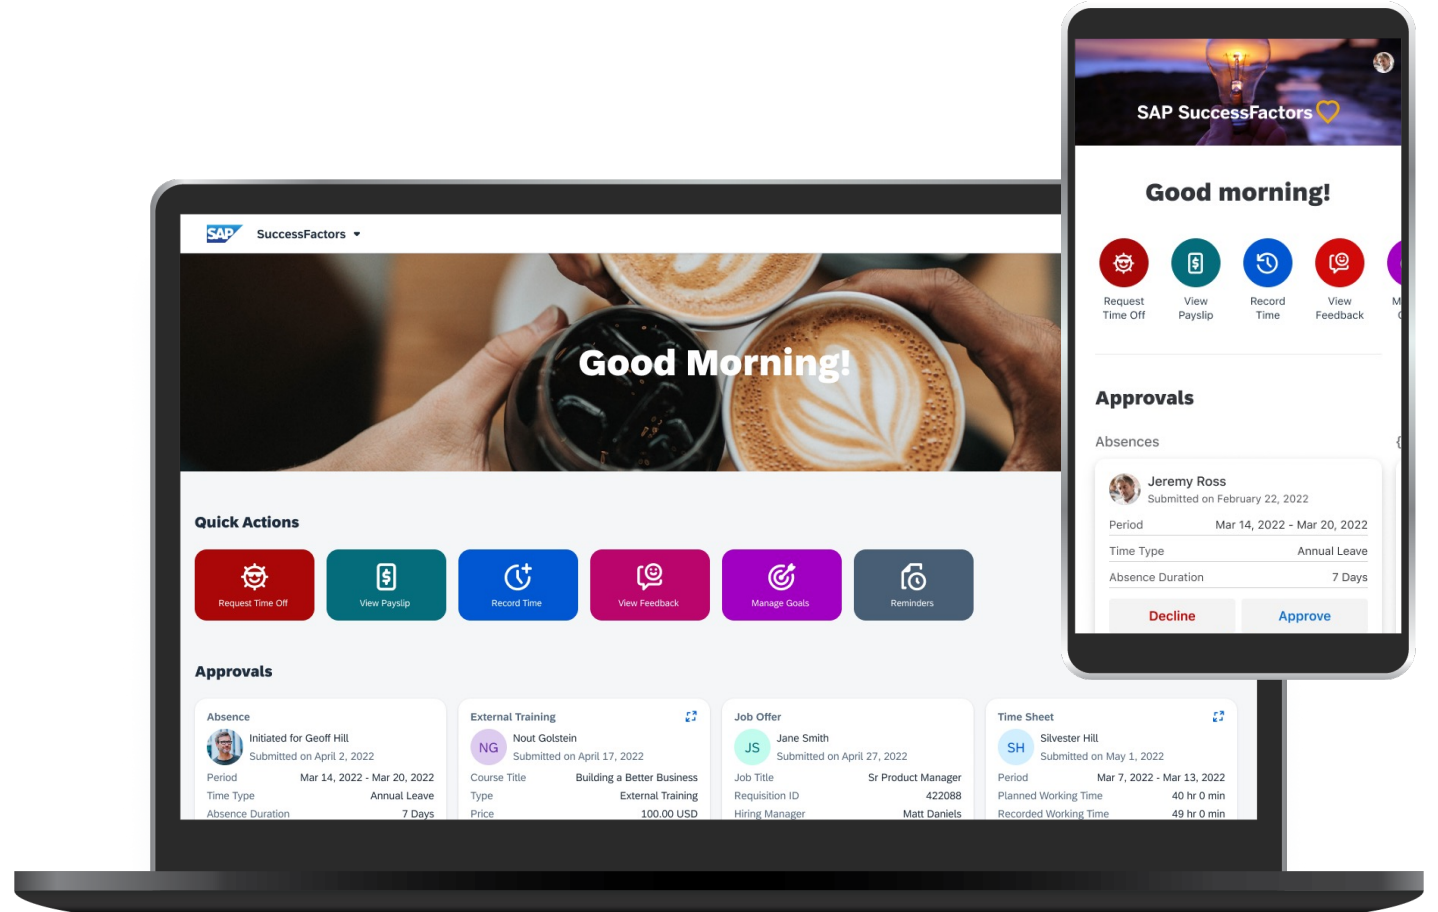 SAP SuccessFactors
Good morning!
Request
Time Off
View
Payslip
Record
Time
View
Feedback
Approvals
Absences
Jeremy Ross
Submitted on February 22, 2022
Period Mar 14, 2022 - Mar 20, 2022
Time Type Annual Leave
Absence Duration 7 Days
Decline Approve
SAP SuccessFactors
Good Morning!
Quick Actions
Request Time Off
View Payslip
Record Time
View Feedback
Manage Goals
Reminders
Approvals
Absence
Initiated for Geoff Hill
Submitted on April 2, 2022
Period Mar 14, 2022 - Mar 20, 2022
Time Type Annual Leave
Absence Duration 7 Days
External Training
NG
Nout Golstein
Submitted on April 17, 2022
Course Title Building a Better Business
Type External Training
Price 100.00 USD
Job Offer
JS
Jane Smith
Submitted on April 27, 2022
Job Title Sr Product Manager
Requisition ID 422088
Hiring Manager Matt Daniels
Time Sheet
SH
Silvester Hill
Submitted on May 1, 2022
Period Mar 7, 2022 - Mar 13, 2022
Planned Working Time 40 hr 0 min
Recorded Working Time 49 hr 0 min